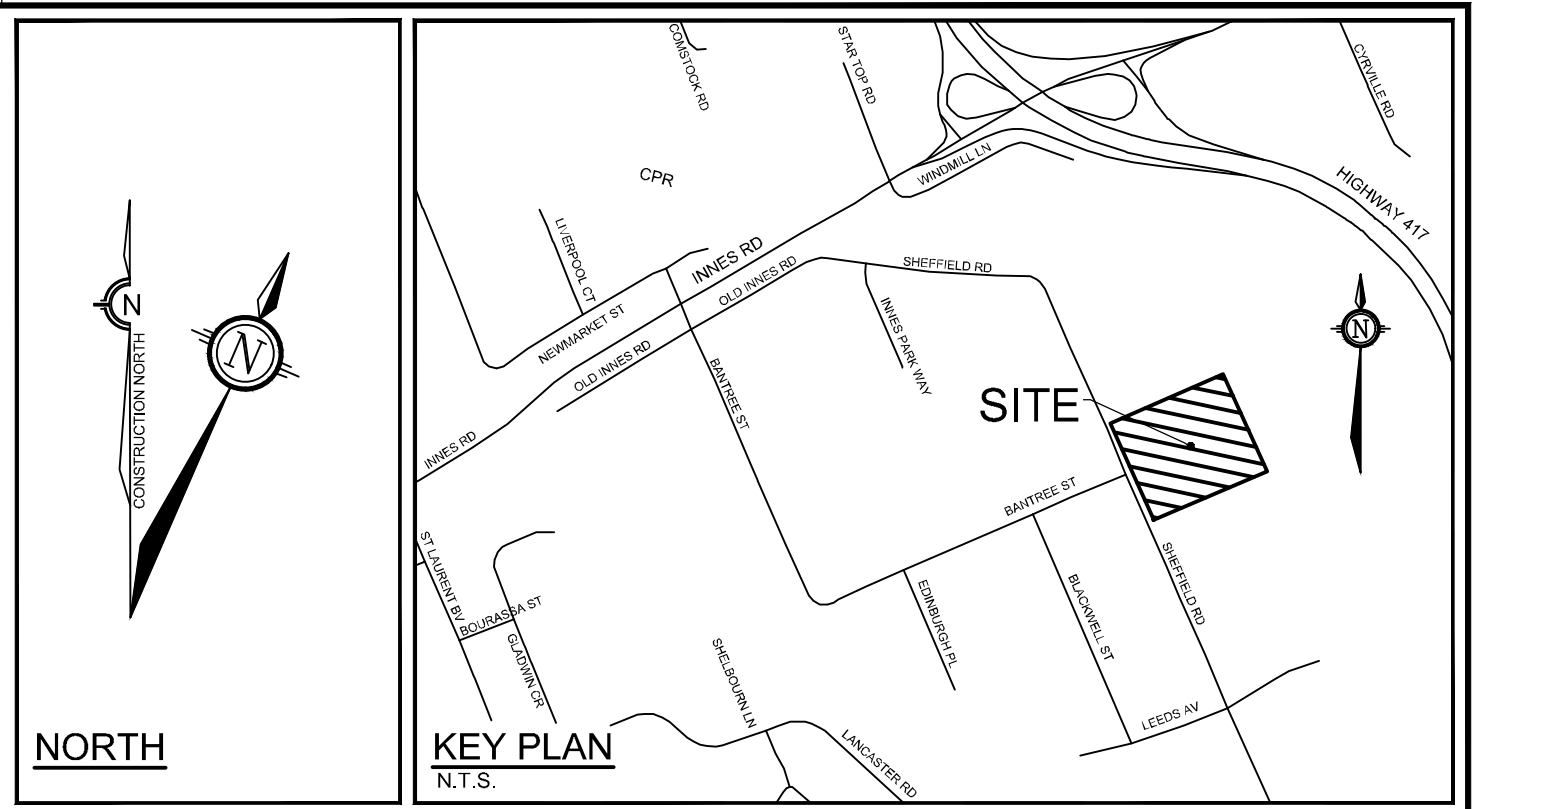 N
CONSTRUCTION NORTH
N
NORTH
COMSTOCK RD
STAR TOP RD
CYRVILLE RD
CPR
WINDMILL LN
HIGHWAY 417
LIVERPOOL CT
INNES RD
OLD INNES RD
SHEFFIELD RD
NEWMARKET ST
INNES PARK WAY
N
OLD INNES RD
BANTREE ST
SITE
INNES RD
BANTREE ST
ST LAURENT BV
BOURASSA ST
GLADWIN CR
SHEFFIELD RD
EDINBURGH PL
BLACKWELL ST
SHELBOURN LN
LEEDS AV
LANCASTER RD
KEY PLAN
N.T.S.